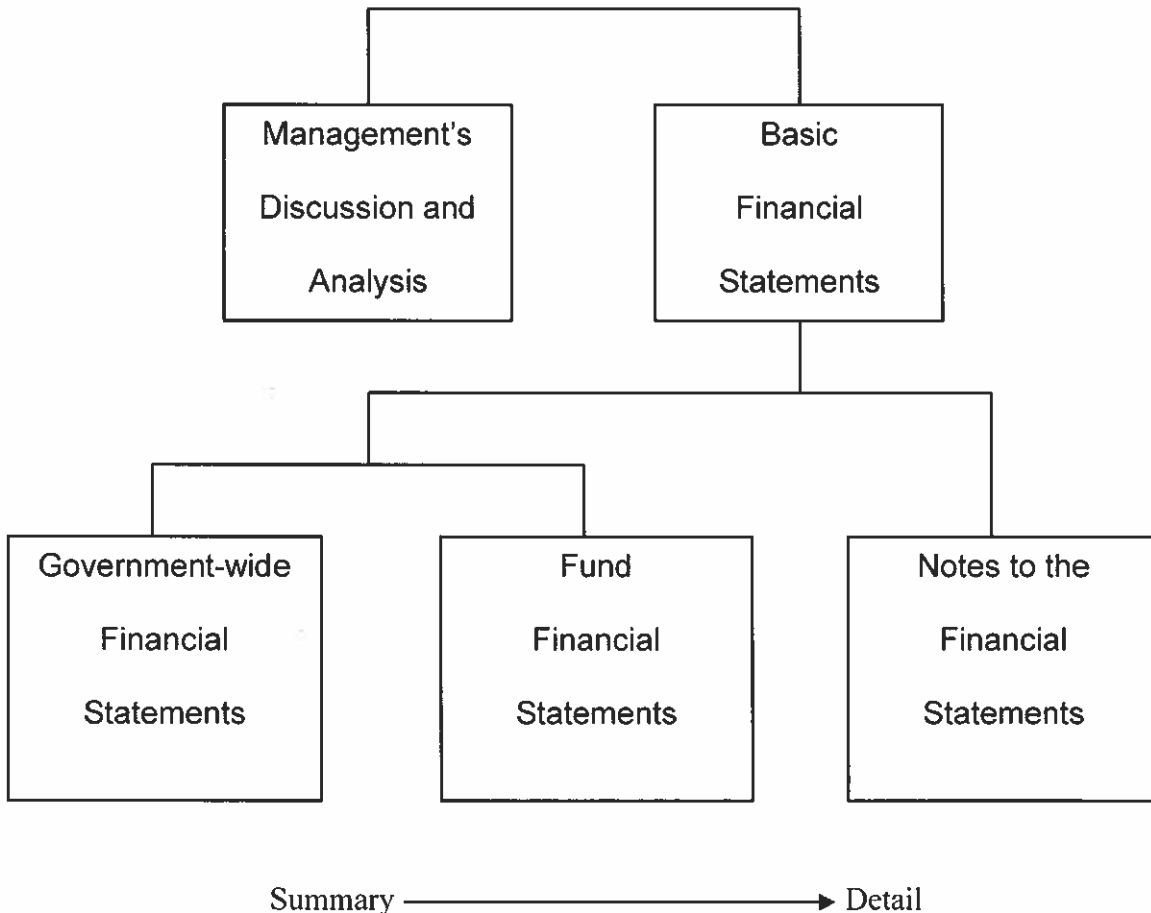 Management's
Discussion and
Analysis
Basic
Financial
Statements
Government-wide
Financial
Statements
Fund
Financial
Statements
Notes to the
Financial
Statements
Summary
Detail